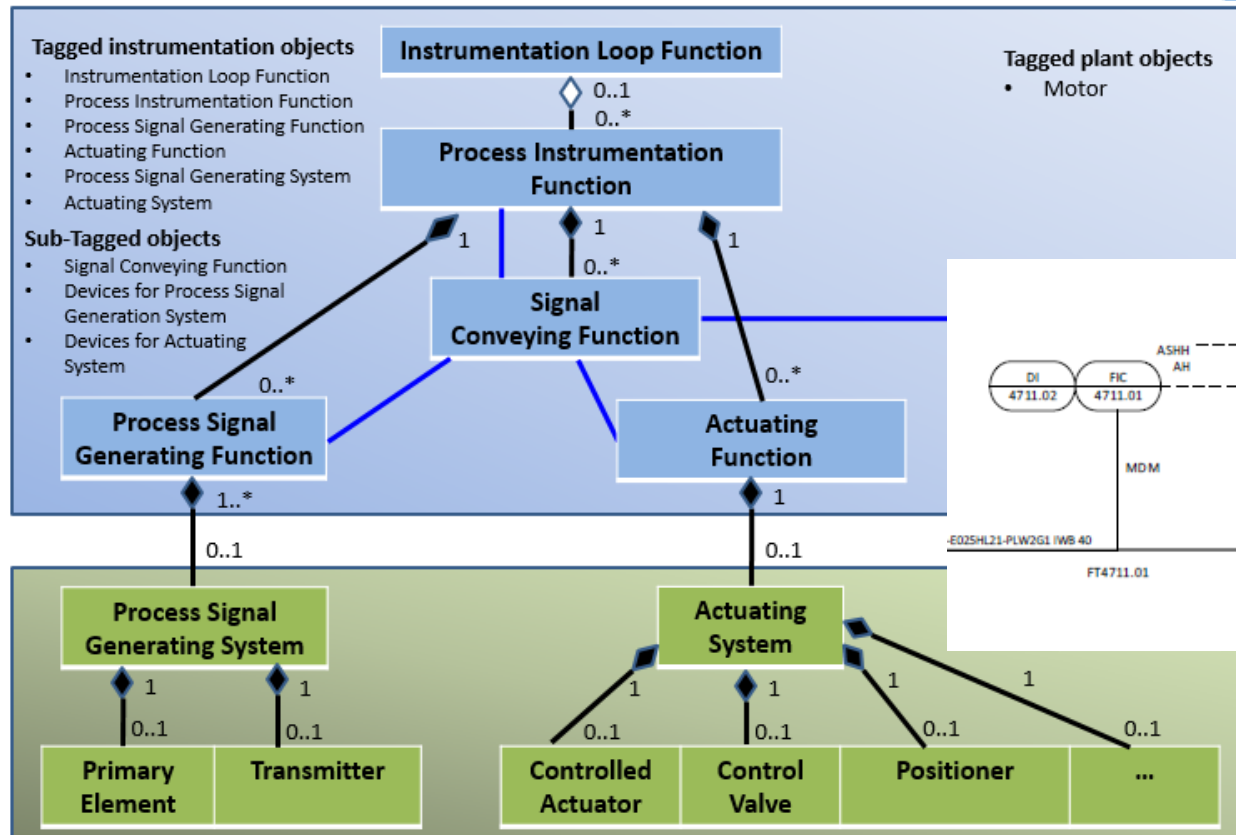 Tagged instrumentation objects
• Instrumentation Loop Function
• Process Instrumentation Function
• Process Signal Generating Function
• Actuating Function
• Process Signal Generating System
• Actuating System
Sub-Tagged objects
• Signal Conveying Function
• Devices for Process Signal
Generation System
• Devices for Actuating
System
Instrumentation Loop Function
0..1
0..*
Process Instrumentation
Function
1
1
1
0..*
Signal
Conveying Function
0..*
0..*
Process Signal
Generating Function
Actuating
Function
1..*
1
0..1
0..1
Tagged plant objects
• Motor
ASHH
AH
DI
4711.02
FIC
4711.01
MDM
-E025HL21-PLW2G1 IWB 40
FT4711.01
Process Signal
Generating System
Actuating
System
1
1
1
1
1
1
0..1
0..1
0..1
0..1
0..1
0..1
Primary
Element
Transmitter
Controlled
Actuator
Control
Valve
Positioner
...